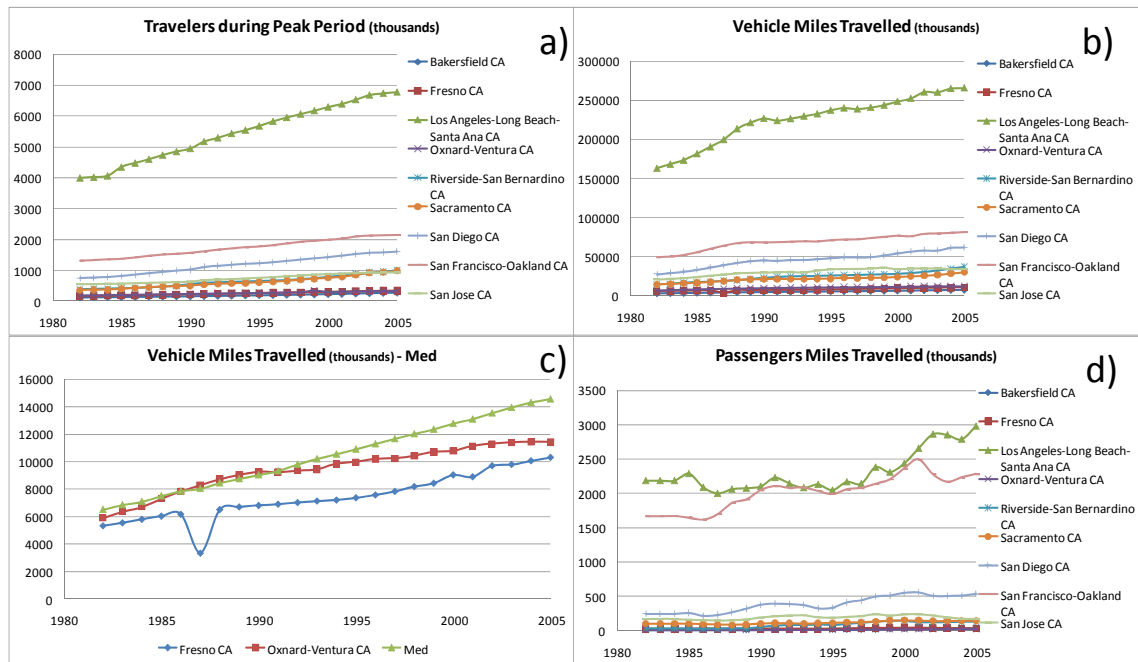 Travelers during Peak Period (thousands)
a)
8000
7000
6000
5000
4000
3000
2000
1000
0
1980
1985
1990
1995
2000
2005
Bakersfield CA
Fresno CA
Los Angeles-Long Beach-
Santa Ana CA
Oxnard-Ventura CA
Riverside-San Bernardino
CA
Sacramento CA
San Diego CA
San Francisco-Oakland CA
San Jose CA
Vehicle Miles Travelled (thousands)
b)
300000
250000
200000
150000
100000
50000
0
1980
1985
1990
1995
2000
2005
Bakersfield CA
Fresno CA
Los Angeles-Long Beach-
Santa Ana CA
Oxnard-Ventura CA
Riverside-San Bernardino
CA
Sacramento CA
San Diego CA
San Francisco-Oakland
CA
San Jose CA
Vehicle Miles Travelled (thousands) - Med
c)
16000
14000
12000
10000
8000
6000
4000
2000
0
1980
1985
1990
1995
2000
2005
Fresno CA
Oxnard-Ventura CA
Med
Passengers Miles Travelled (thousands)
d)
3500
3000
2500
2000
1500
1000
500
0
1980
1985
1990
1995
2000
2005
Bakersfield CA
Fresno CA
Los Angeles-Long Beach-
Santa Ana CA
Oxnard-Ventura CA
Riverside-San Bernardino
CA
Sacramento CA
San Diego CA
San Francisco-Oakland
CA
San Jose CA